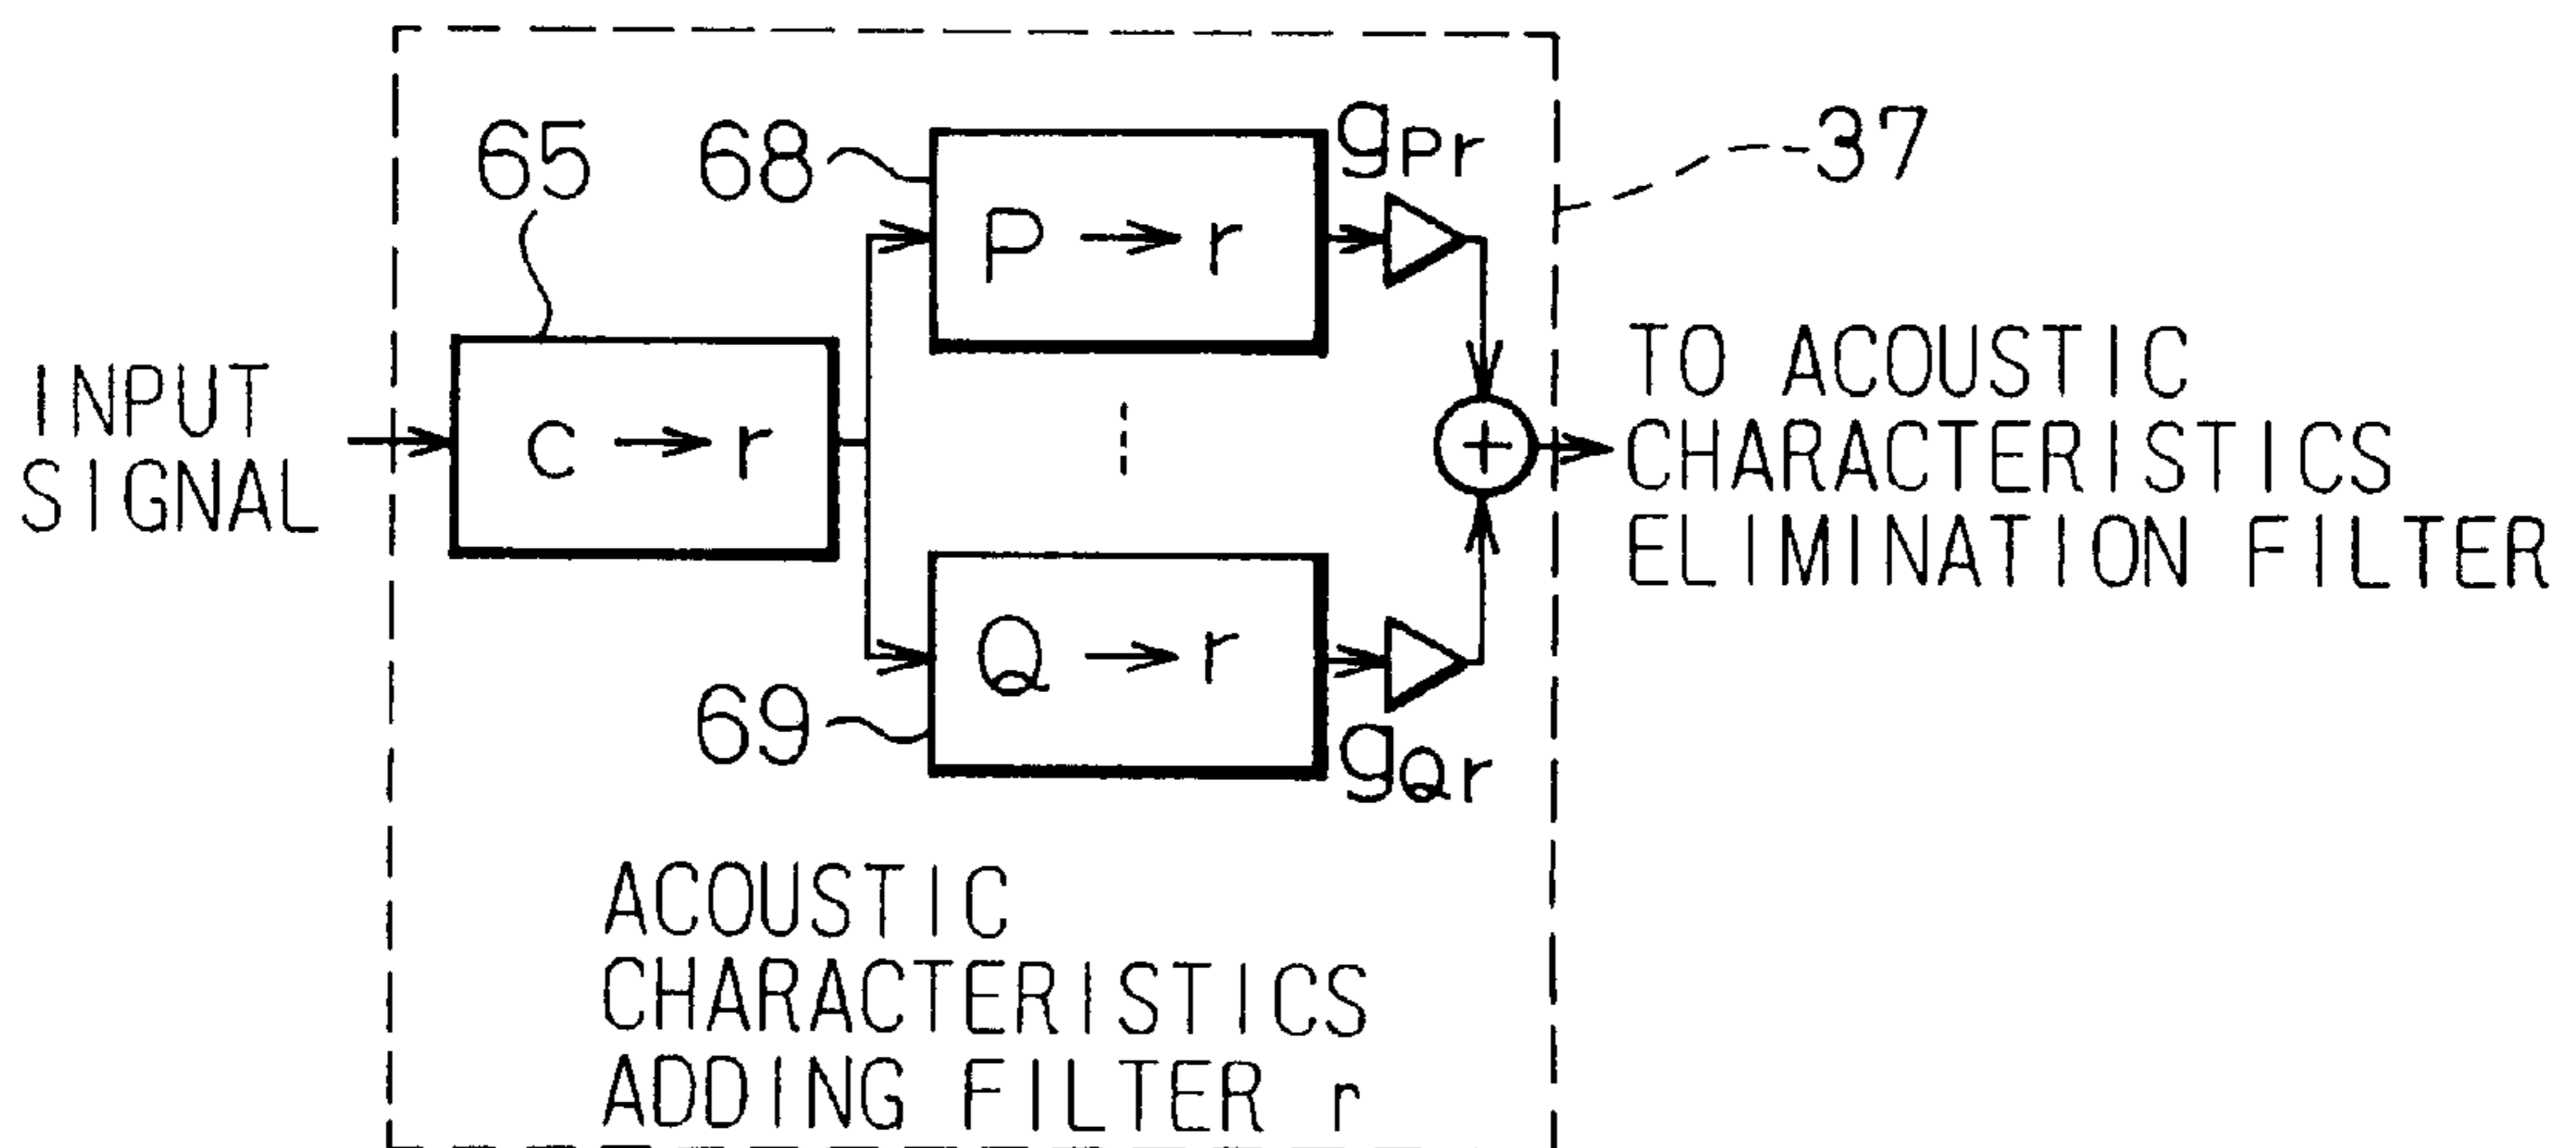 65
68
gPr
37
P → r
INPUT
SIGNAL
C → r
TO ACOUSTIC
CHARACTERISTICS
ELIMINATION FILTER
+
Q → r
69
gQr
ACOUSTIC
CHARACTERISTICS
ADDING FILTER r